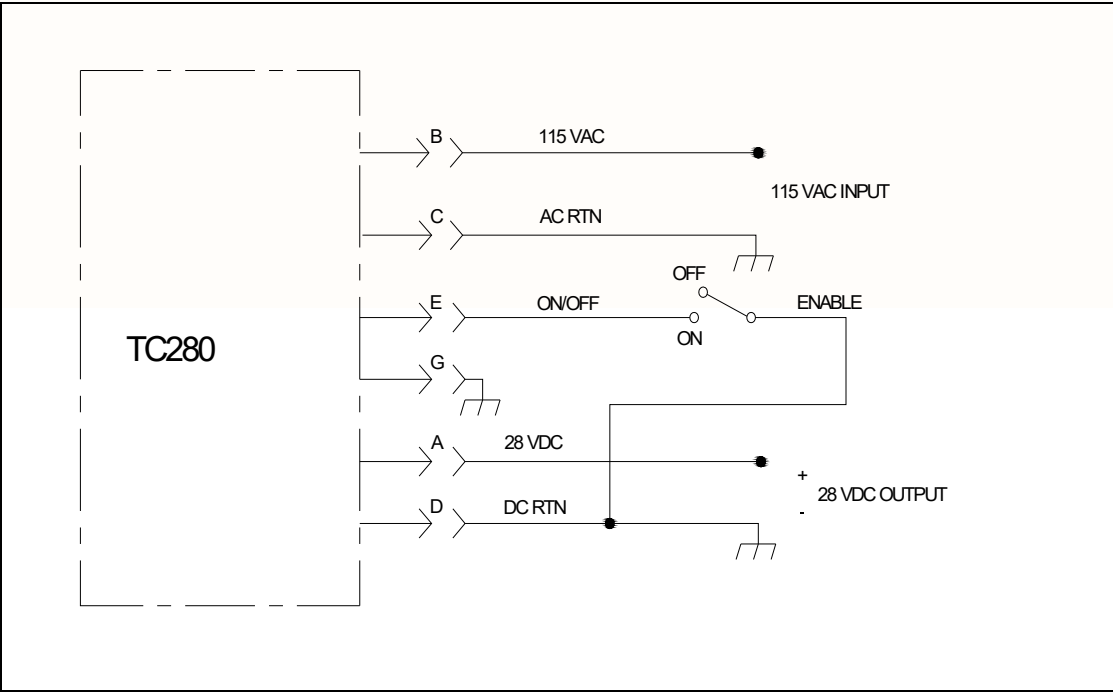 B 115 VAC
115 VAC INPUT
C AC RTN
OFF
E ON/OFF ENABLE
ON
TC280
G
A 28 VDC
+
28 VDC OUTPUT
-
D DC RTN